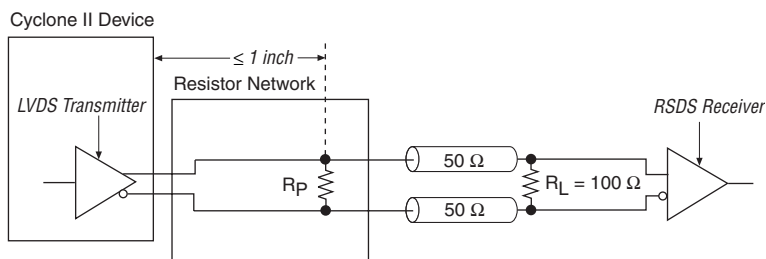 Cyclone II Device
≤ 1 inch
Resistor Network
LVDS Transmitter
RSDS Receiver
50 Ω
RP
RL = 100 Ω
50 Ω